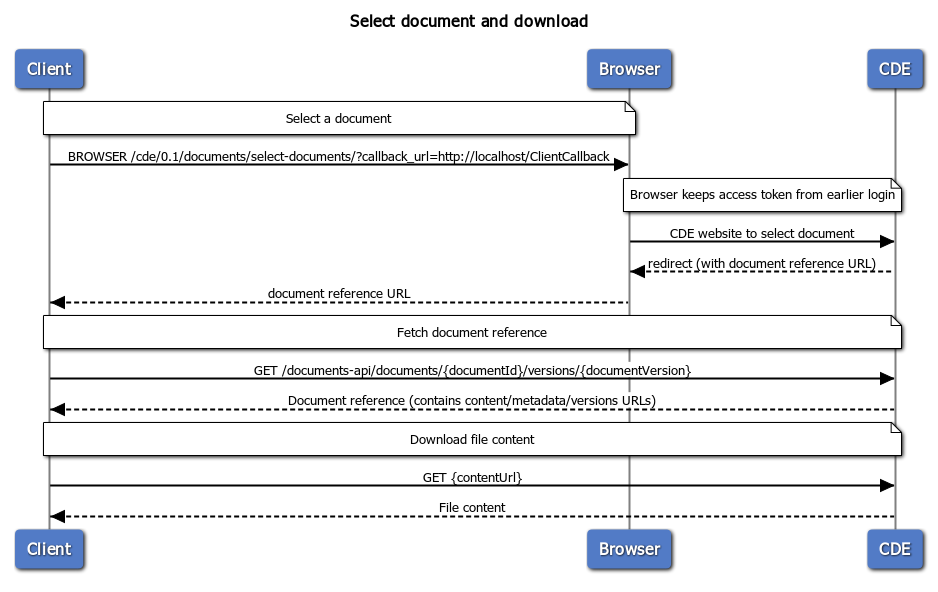 Select document and download
Client
Browser
CDE
Select a document
BROWSER /cde/0.1/documents/select-documents/?callback_url=http://localhost/ClientCallback
Browser keeps access token from earlier login
CDE website to select document
redirect (with document reference URL)
document reference URL
Fetch document reference
GET /documents-api/documents/{documentId}/versions/{documentVersion}
Document reference (contains content/metadata/versions URLs)
Download file content
GET {contentUrl}
File content
Client
Browser
CDE